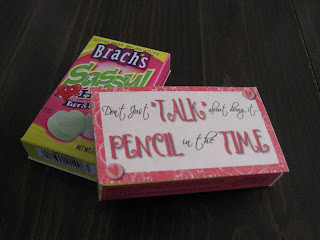 Brach's
Sassy!
Don't Just "TALK" about doing it
PENCIL in the TIME